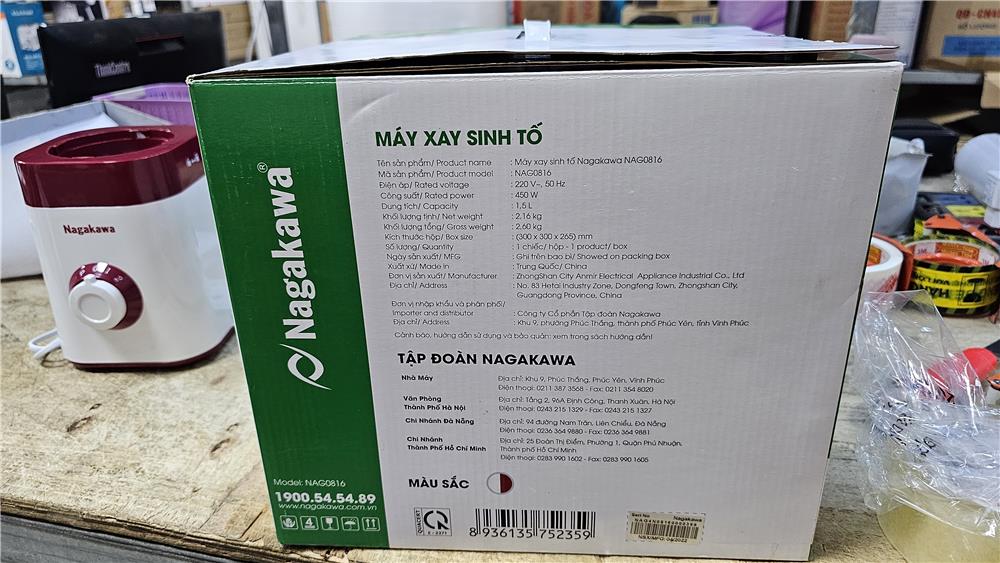 ThinkCentre
Nagakawa
Nagakawa®
Model: NAG0816
1900.54.54.89
www.nagakawa.com.vn
MÁY XAY SINH TỐ
Tên sản phẩm/ Product name : Máy xay sinh tố Nagakawa NAG0816
Mã sản phẩm/ Product model : NAG0816
Điện áp/ Rated voltage : 220 V~, 50 Hz
Công suất/ Rated power : 450 W
Dung tích/ Capacity : 1,5 L
Khối lượng tịnh/ Net weight : 2,16 kg
Khối lượng tổng/ Gross weight : 2,60 kg
Kích thước hộp/ Box size : (300 x 300 x 265) mm
Số lượng/ Quantity : 1 chiếc/ hộp - 1 product/ box
Ngày sản xuất/ MFG : Ghi trên bao bì/ Showed on packing box
Xuất xứ/ Made in : Trung Quốc/ China
Đơn vị sản xuất/ Manufacturer : ZhongShan City Anmir Electrical Appliance Industrial Co., Ltd
Địa chỉ/ Address : No. 83 Hetai Industry Zone, Dongfeng Town, Zhongshan City,
Guangdong Province, China
Đơn vị nhập khẩu và phân phối/
Importer and distributor : Công ty Cổ phần Tập đoàn Nagakawa
Địa chỉ/ Address : Khu 9, phường Phúc Thắng, thành phố Phúc Yên, tỉnh Vĩnh Phúc
Cảnh báo, hướng dẫn sử dụng và bảo quản: xem trong sách hướng dẫn!
TẬP ĐOÀN NAGAKAWA
Nhà Máy Địa chỉ: Khu 9, Phúc Thắng, Phúc Yên, Vĩnh Phúc
Điện thoại: 0211 387 3568 - Fax: 0211 354 8020
Văn Phòng Địa chỉ: Tầng 2, 96A Định Công, Thanh Xuân, Hà Nội
Thành Phố Hà Nội Điện thoại: 0243 215 1329 - Fax: 0243 215 1327
Chi Nhánh Đà Nẵng Địa chỉ: 94 đường Nam Trân, Liên Chiểu, Đà Nẵng
Điện thoại: 0236 364 9880 - Fax: 0236 364 9881
Chi Nhánh Địa chỉ: 25 Đoàn Thị Điểm, Phường 1, Quận Phú Nhuận,
Thành Phố Hồ Chí Minh Thành phố Hồ Chí Minh
Điện thoại: 0283 990 1602 - Fax: 0283 990 1605
MÀU SẮC
QUACERT
8 936135 752359
Seri No Nagakawa
NSX/MFG: 06/2022